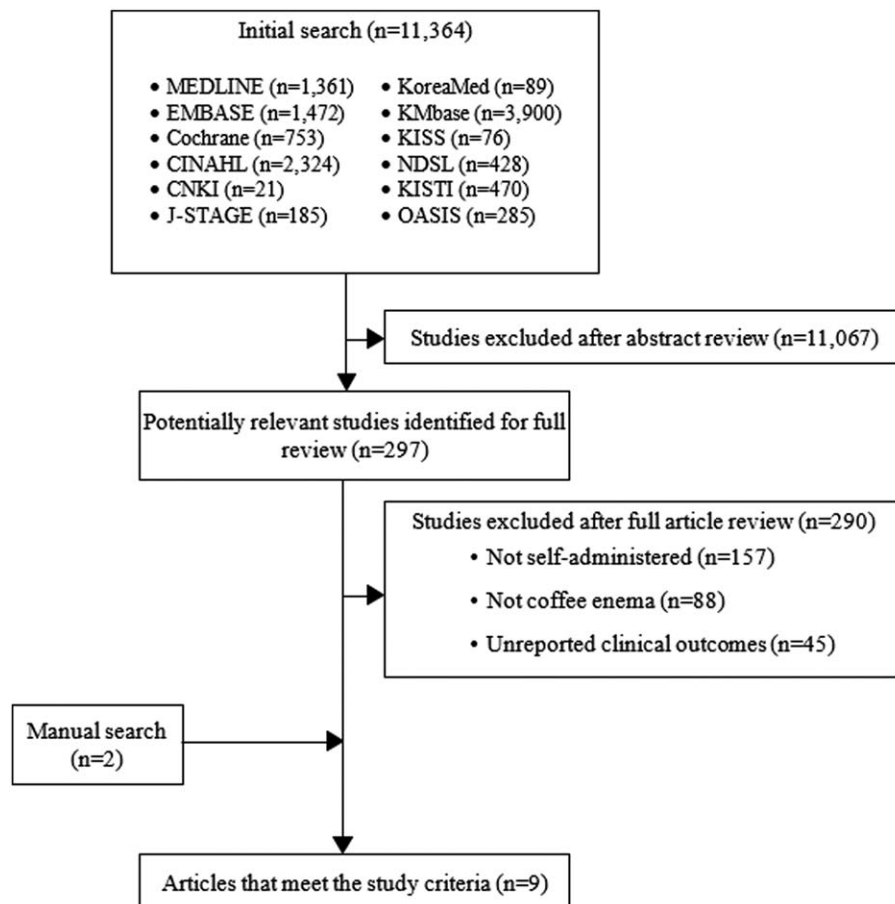 Initial search (n=11,364)
• MEDLINE (n=1,361)
• EMBASE (n=1,472)
• Cochrane (n=753)
• CINAHL (n=2,324)
• CNKI (n=21)
• J-STAGE (n=185)
• KoreaMed (n=89)
• KMbase (n=3,900)
• KISS (n=76)
• NDSL (n=428)
• KISTI (n=470)
• OASIS (n=285)
Studies excluded after abstract review (n=11,067)
Potentially relevant studies identified for full
review (n=297)
Studies excluded after full article review (n=290)
• Not self-administered (n=157)
• Not coffee enema (n=88)
• Unreported clinical outcomes (n=45)
Manual search
(n=2)
Articles that meet the study criteria (n=9)